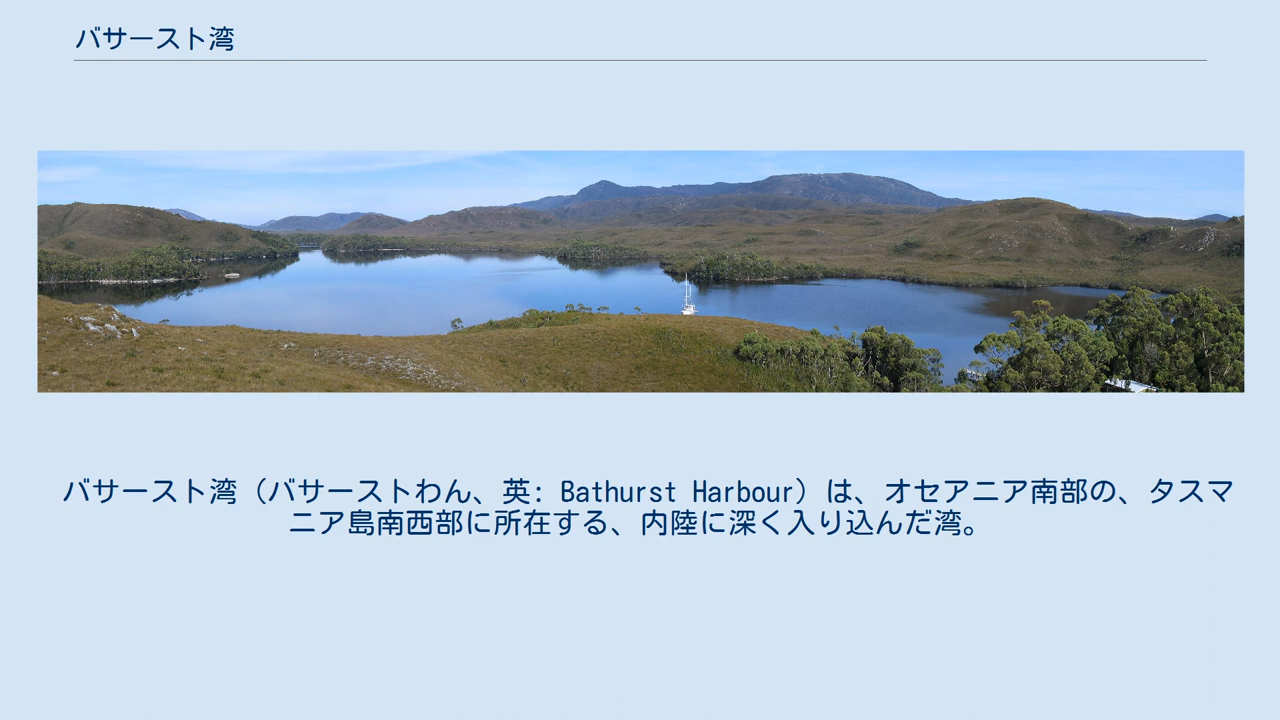 バサースト湾
バサースト湾（バサーストわん、英: Bathurst Harbour）は、オセアニア南部の、タスマ
ニア島南西部に所在する、内陸に深く入り込んだ湾。